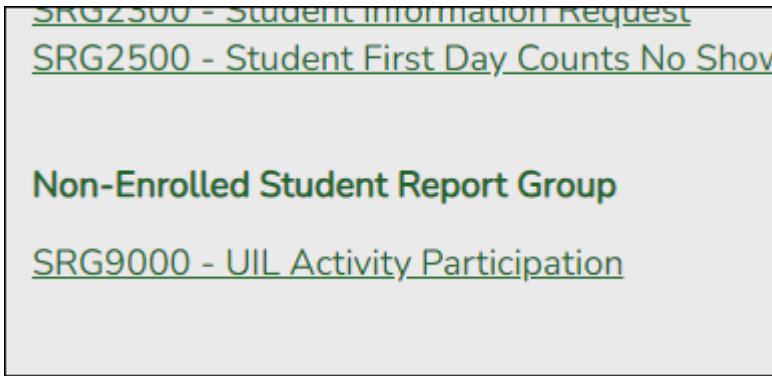 SRG2300 - Student Information Request
SRG2500 - Student First Day Counts No Show
Non-Enrolled Student Report Group
SRG9000 - UIL Activity Participation